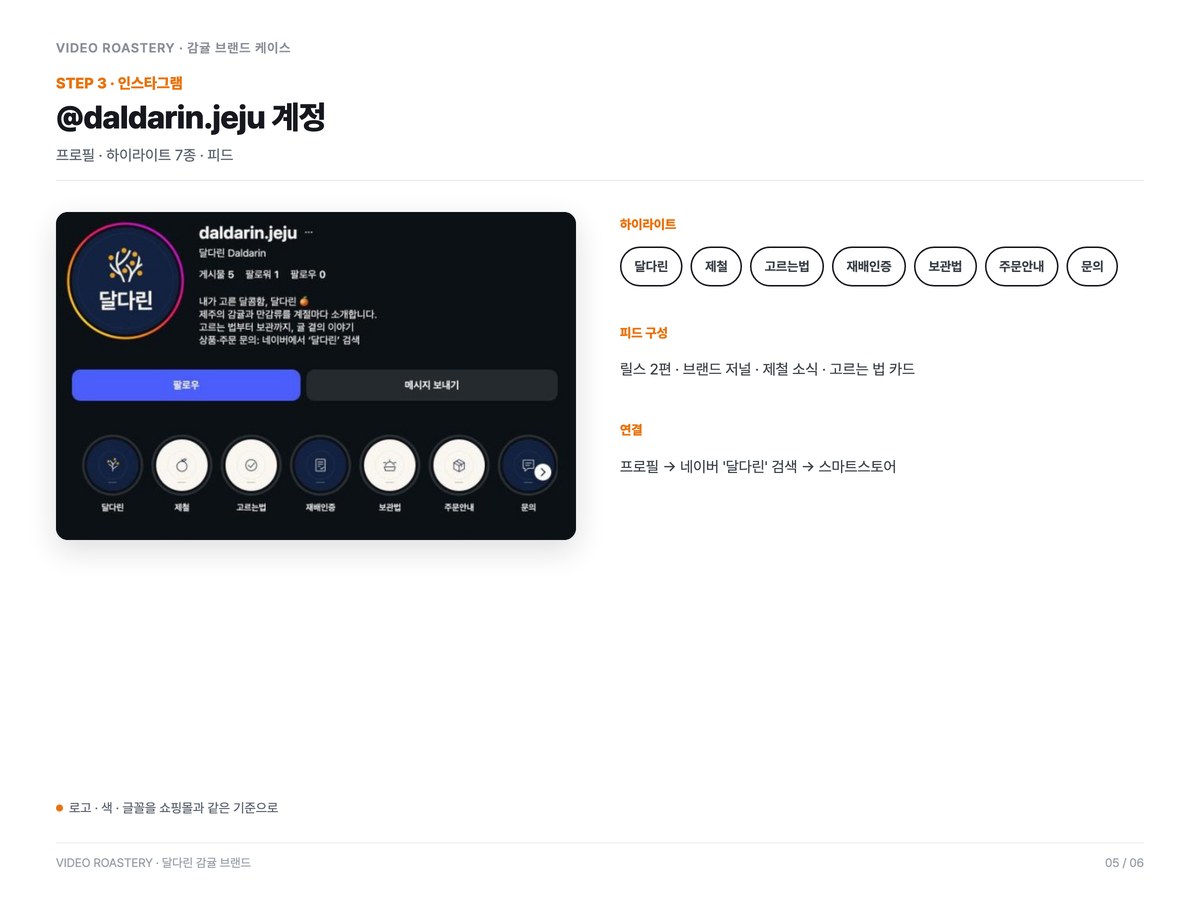 VIDEO ROASTERY · 감귤 브랜드 케이스
STEP 3 · 인스타그램
@daldarin.jeju 계정
프로필 · 하이라이트 7종 · 피드
달다린
daldarin.jeju ···
달다린 Daldarin
게시물 5 팔로워 1 팔로우 0
내가 고른 달콤함, 달다린 🍊
제주의 감귤과 만감류를 계절마다 소개합니다.
고르는 법부터 보관까지, 귤 곁의 이야기
상품·주문 문의: 네이버에서 '달다린' 검색
팔로우 메시지 보내기
달다린 제철 고르는법 재배인증 보관법 주문안내 문의
하이라이트
달다린 제철 고르는법 재배인증 보관법 주문안내 문의
피드 구성
릴스 2편 · 브랜드 저널 · 제철 소식 · 고르는 법 카드
연결
프로필 → 네이버 '달다린' 검색 → 스마트스토어
로고 · 색 · 글꼴을 쇼핑몰과 같은 기준으로
VIDEO ROASTERY · 달다린 감귤 브랜드
05 / 06